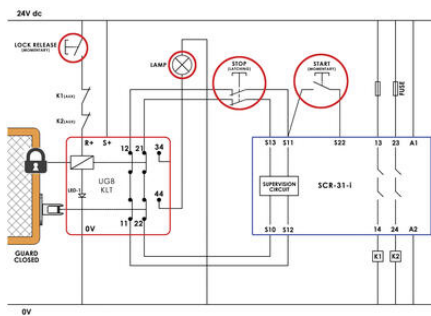 24V dc
LOCK RELEASE
(MOMENTARY)
LAMP
STOP
(LATCHING)
START
(MOMENTARY)
K1(AUX)
FUSE
K2(AUX)
R+ S+ 12 21 34
S13 S11 S22 13 23 A1
UGB
KLT
LED-1
44
SUPERVISION
CIRCUIT
SCR-31-i
0V 11 22
S10 S12 14 24 A2
GUARD
CLOSED
K1 K2
0V